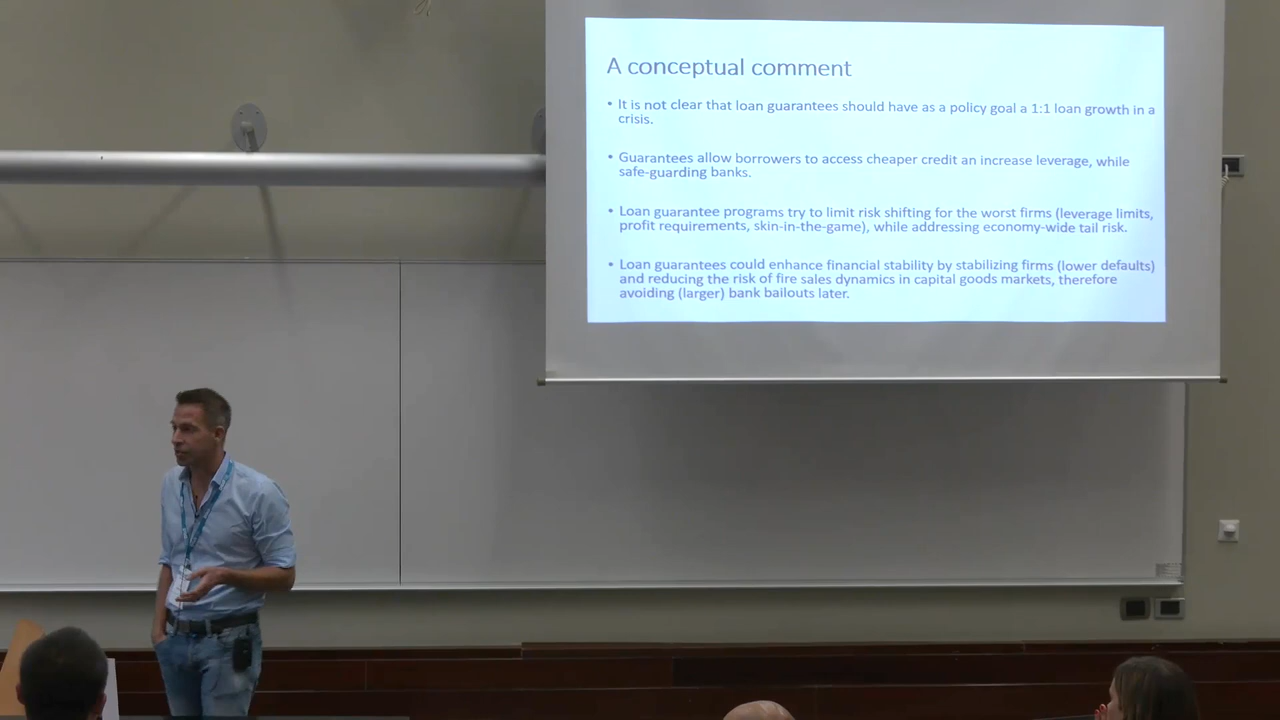 A conceptual comment
• It is not clear that loan guarantees should have as a policy goal a 1:1 loan growth in a
crisis.
• Guarantees allow borrowers to access cheaper credit an increase leverage, while
safe-guarding banks.
• Loan guarantee programs try to limit risk shifting for the worst firms (leverage limits,
profit requirements, skin-in-the-game), while addressing economy-wide tail risk.
• Loan guarantees could enhance financial stability by stabilizing firms (lower defaults)
and reducing the risk of fire sales dynamics in capital goods markets, therefore
avoiding (larger) bank bailouts later.